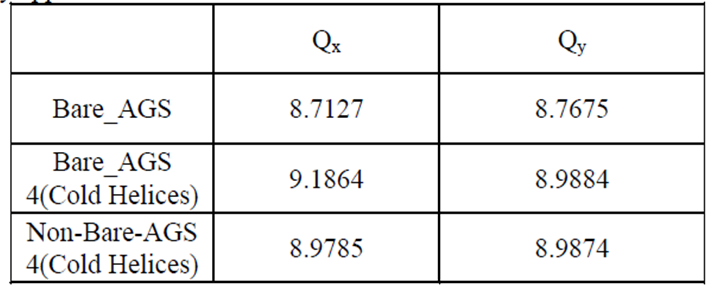 Qx Qy
Bare_AGS 8.7127 8.7675
Bare_AGS
4(Cold Helices) 9.1864 8.9884
Non-Bare-AGS
4(Cold Helices) 8.9785 8.9874